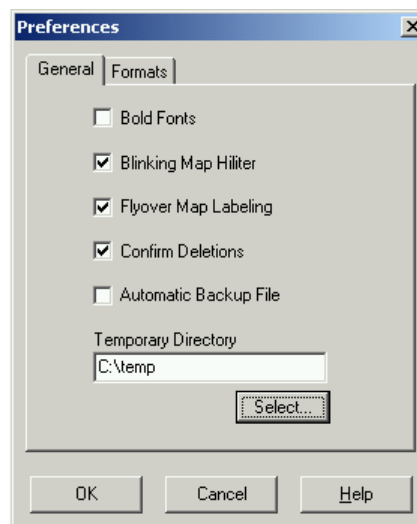 Preferences
General Formats
Bold Fonts
Blinking Map Hiliter
Flyover Map Labeling
Confirm Deletions
Automatic Backup File
Temporary Directory
C:\temp
Select...
OK Cancel Help